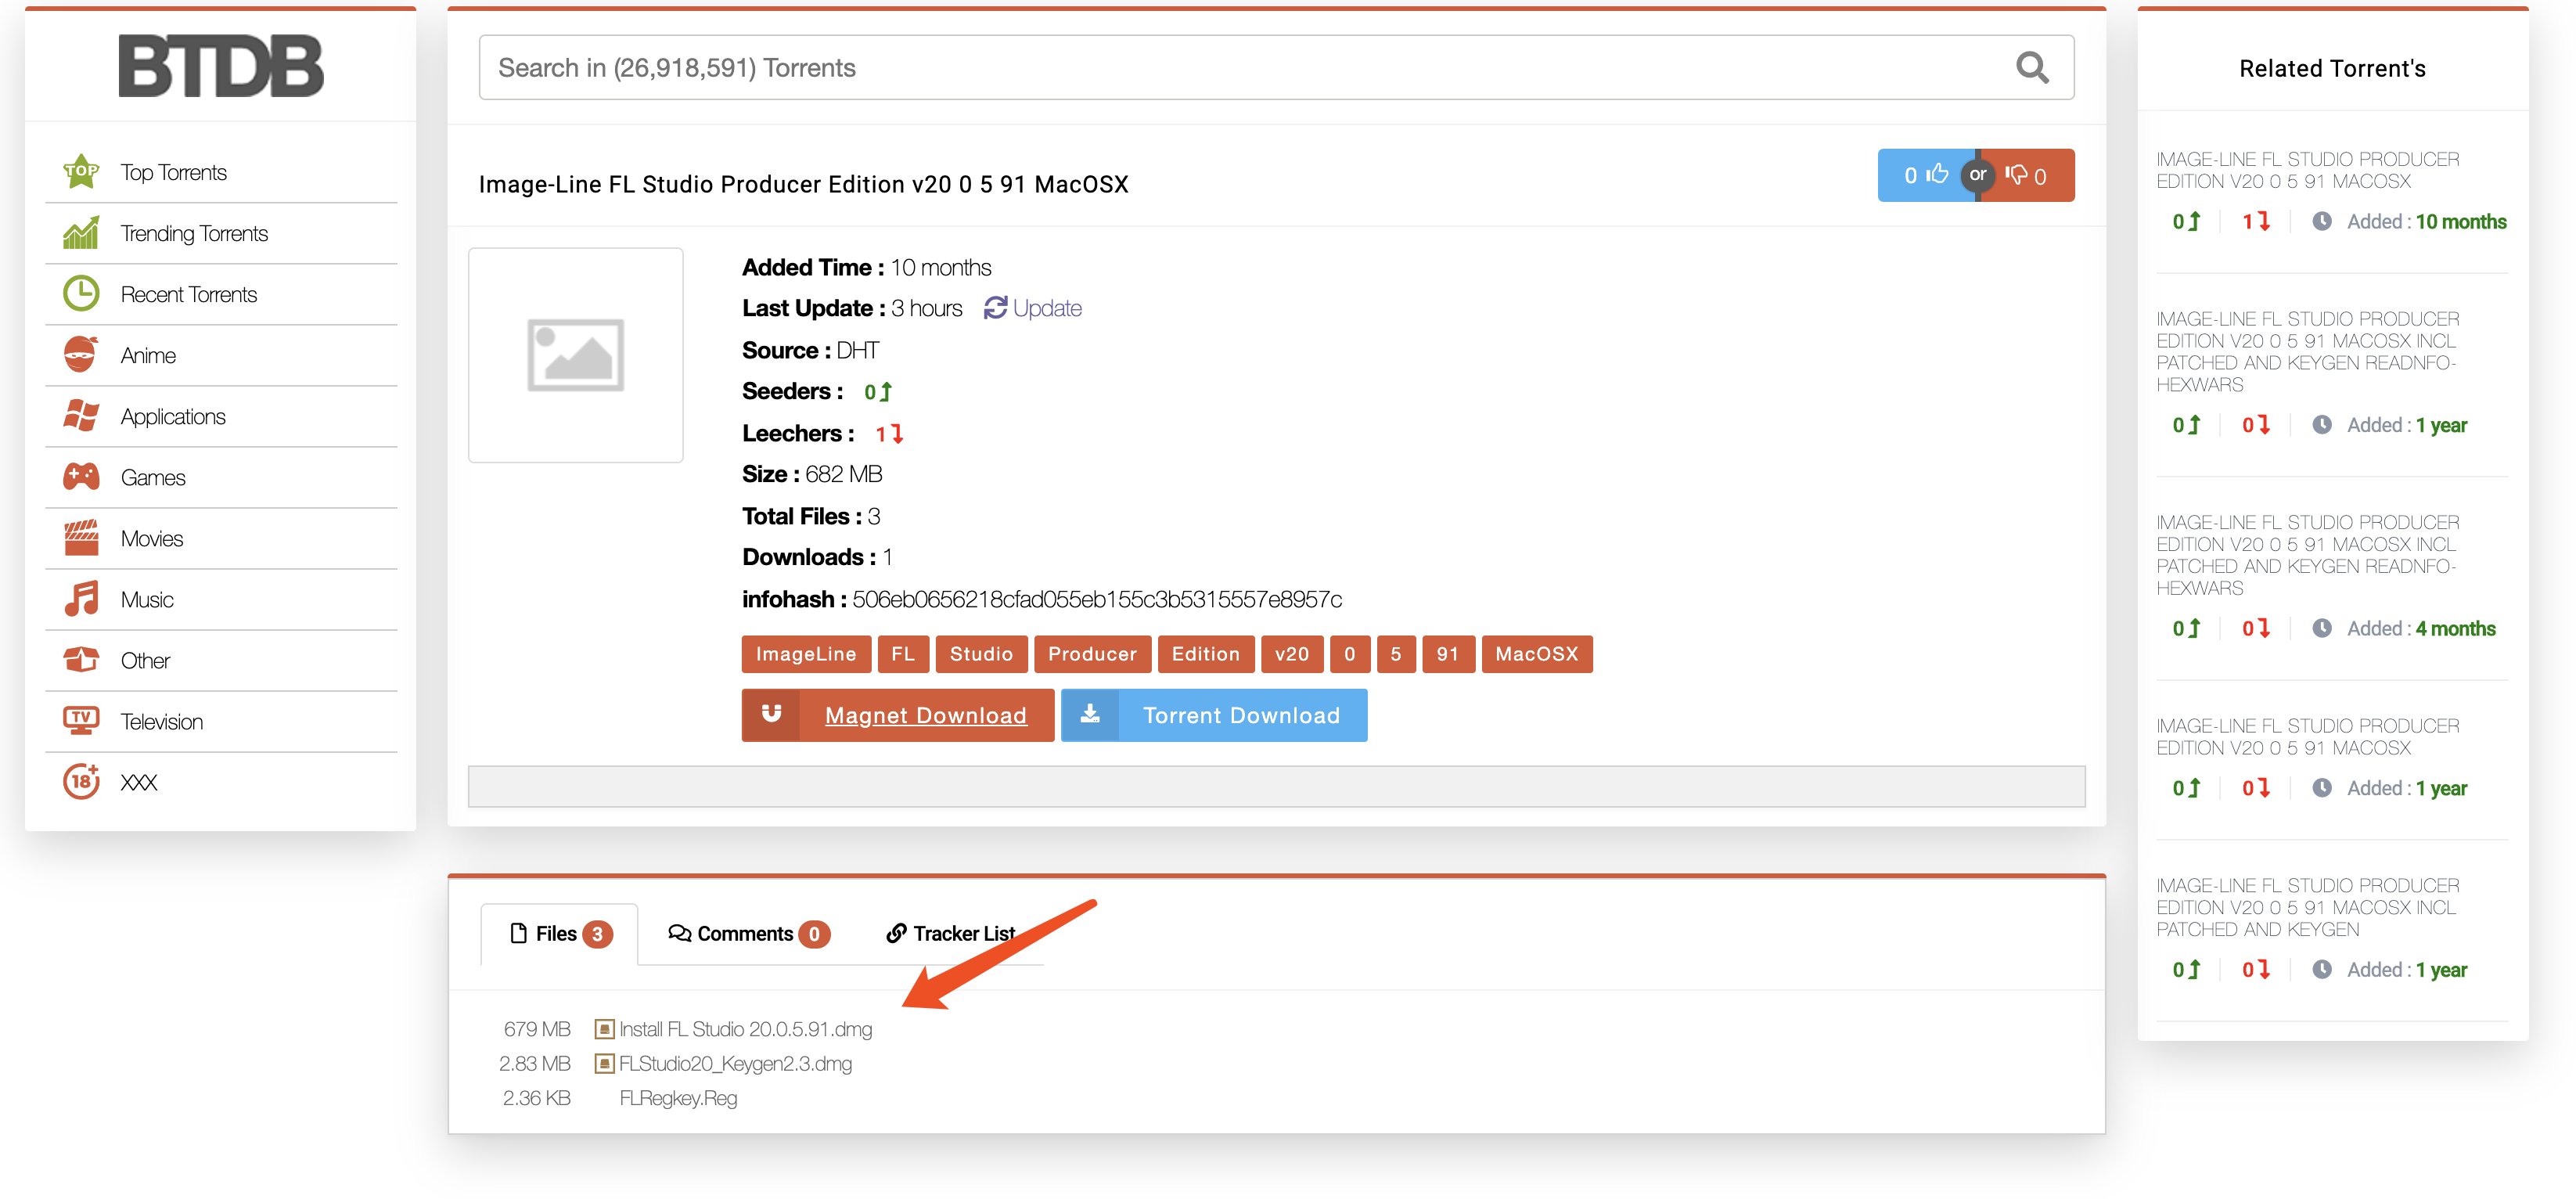 BTDB
TOP
Top Torrents
Trending Torrents
Recent Torrents
Anime
Applications
Games
Movies
Music
Other
TV
Television
18+
XXX
Search in (26,918,591) Torrents
Image-Line FL Studio Producer Edition v20 0 5 91 MacOSX
0 or 0
Added Time : 10 months
Last Update : 3 hours Update
Source : DHT
Seeders : 0
Leechers : 1
Size : 682 MB
Total Files : 3
Downloads : 1
infohash : 506eb0656218cfad055eb155c3b5315557e8957c
ImageLine FL Studio Producer Edition v20 0 5 91 MacOSX
Magnet Download Torrent Download
Files 3 Comments 0 Tracker List
679 MB Install FL Studio 20.0.5.91.dmg
2.83 MB FLStudio20_Keygen2.3.dmg
2.36 KB FLRegkey.Reg
Related Torrent's
IMAGE-LINE FL STUDIO PRODUCER
EDITION V20 0 5 91 MACOSX
0 1 Added : 10 months
IMAGE-LINE FL STUDIO PRODUCER
EDITION V20 0 5 91 MACOSX INCL
PATCHED AND KEYGEN READNFO-
HEXWARS
0 0 Added : 1 year
IMAGE-LINE FL STUDIO PRODUCER
EDITION V20 0 5 91 MACOSX INCL
PATCHED AND KEYGEN READNFO-
HEXWARS
0 0 Added : 4 months
IMAGE-LINE FL STUDIO PRODUCER
EDITION V20 0 5 91 MACOSX
0 0 Added : 1 year
IMAGE-LINE FL STUDIO PRODUCER
EDITION V20 0 5 91 MACOSX INCL
PATCHED AND KEYGEN
0 0 Added : 1 year